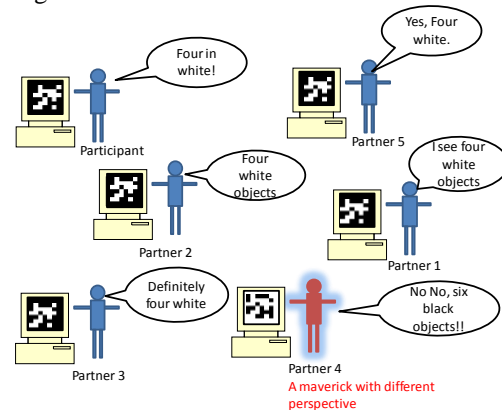 Yes, Four
white.
Four in
white!
Participant
Partner 5
Four
white
objects
I see four
white
objects
Partner 2
Partner 1
Definitely
four white
No No, six
black
objects!!
Partner 3
Partner 4
A maverick with different
perspective